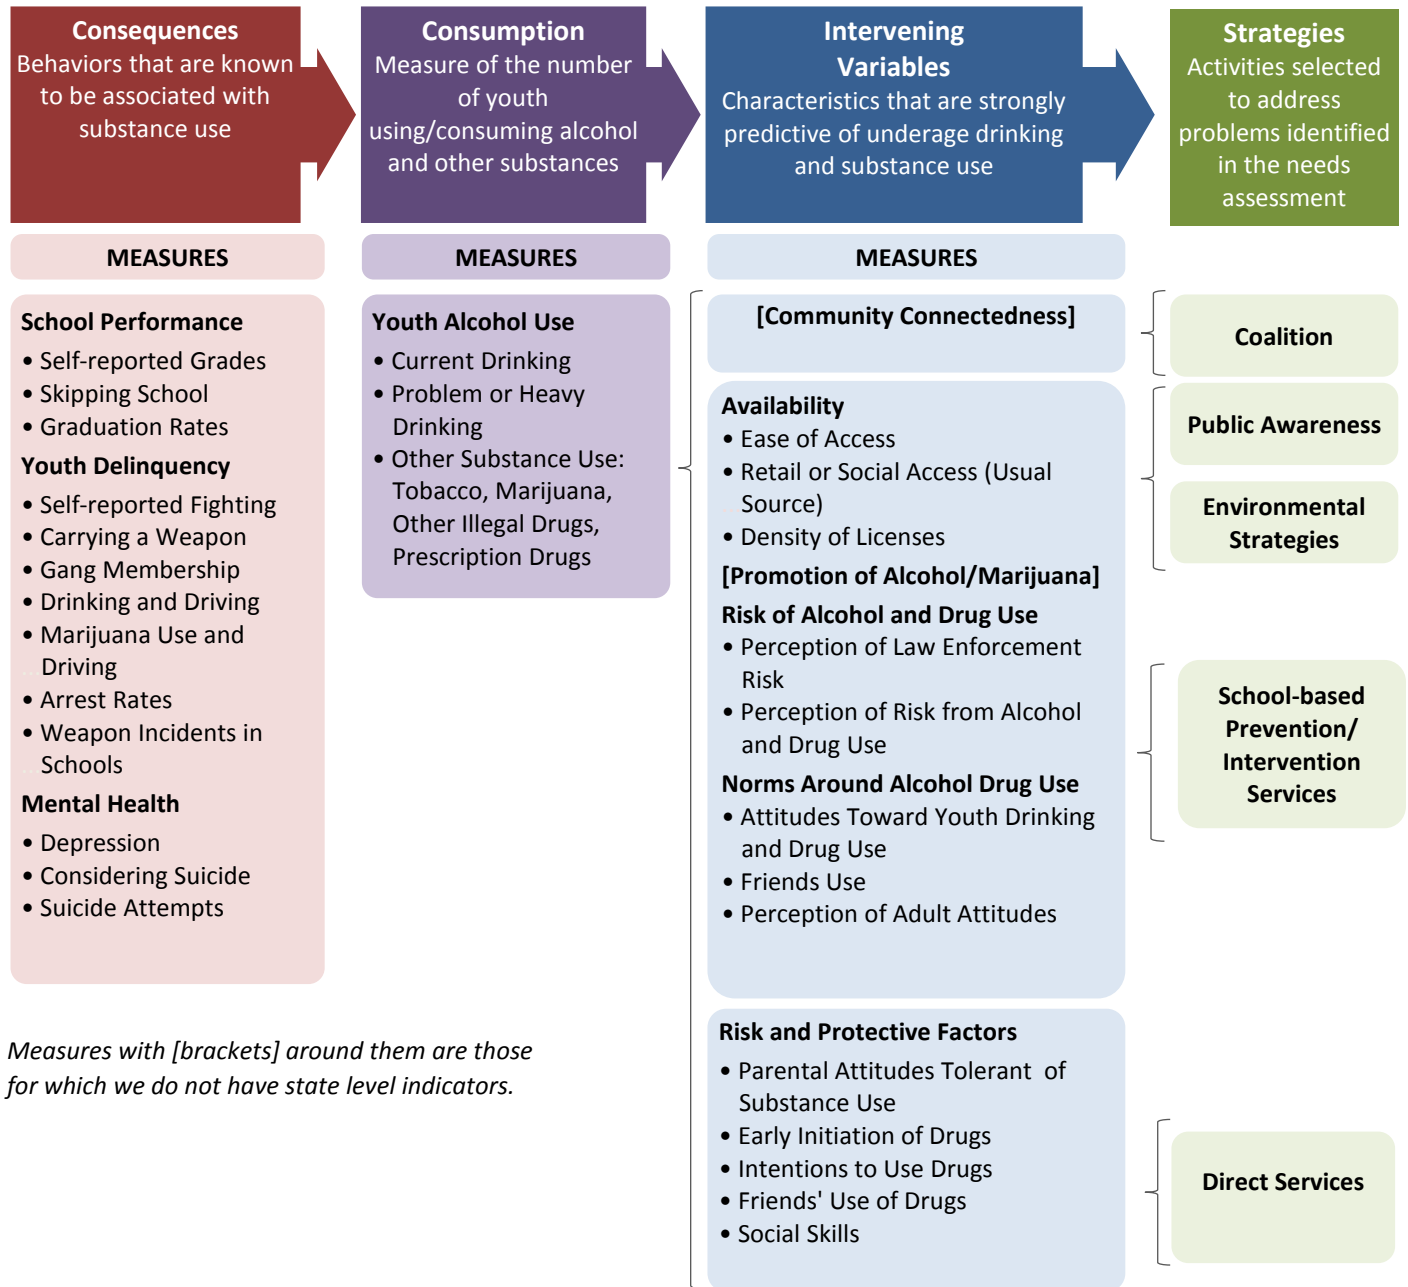 Consequences
Behaviors that are known
to be associated with
substance use
Consumption
Measure of the number
of youth
using/consuming alcohol
and other substances
Intervening
Variables
Characteristics that are strongly
predictive of underage drinking
and substance use
Strategies
Activities selected
to address
problems identified
in the needs
assessment
MEASURES
School Performance
• Self-reported Grades
• Skipping School
• Graduation Rates
Youth Delinquency
• Self-reported Fighting
• Carrying a Weapon
• Gang Membership
• Drinking and Driving
• Marijuana Use and
Driving
• Arrest Rates
• Weapon Incidents in
Schools
Mental Health
• Depression
• Considering Suicide
• Suicide Attempts
MEASURES
Youth Alcohol Use
• Current Drinking
• Problem or Heavy
Drinking
• Other Substance Use:
Tobacco, Marijuana,
Other Illegal Drugs,
Prescription Drugs
MEASURES
[Community Connectedness]
Availability
• Ease of Access
• Retail or Social Access (Usual
Source)
• Density of Licenses
[Promotion of Alcohol/Marijuana]
Risk of Alcohol and Drug Use
• Perception of Law Enforcement
Risk
• Perception of Risk from Alcohol
and Drug Use
Norms Around Alcohol Drug Use
• Attitudes Toward Youth Drinking
and Drug Use
• Friends Use
• Perception of Adult Attitudes
Risk and Protective Factors
• Parental Attitudes Tolerant of
Substance Use
• Early Initiation of Drugs
• Intentions to Use Drugs
• Friends' Use of Drugs
• Social Skills
Coalition
Public Awareness
Environmental
Strategies
School-based
Prevention/
Intervention
Services
Direct Services
Measures with [brackets] around them are those
for which we do not have state level indicators.